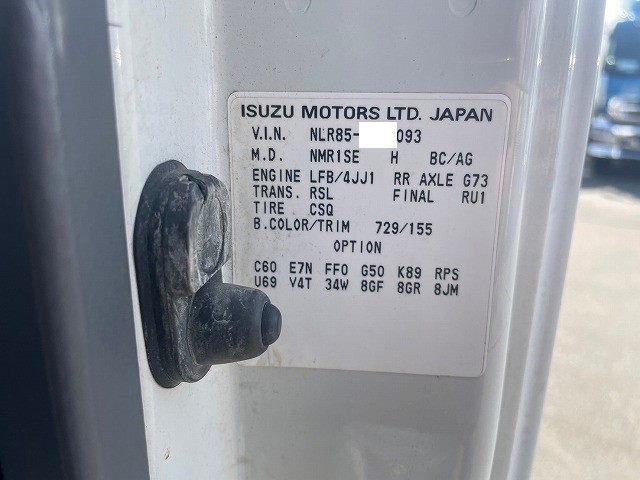 ISUZU MOTORS LTD. JAPAN
V.I.N. NLR85- 093
M.D. NMR1SE H BC/AG
ENGINE LFB/4JJ1 RR AXLE G73
TRANS. RSL FINAL RU1
TIRE CSQ
B.COLOR/TRIM 729/155
OPTION
C60 E7N FF0 G50 K89 RPS
U69 V4T 34W 8GF 8GR 8JM